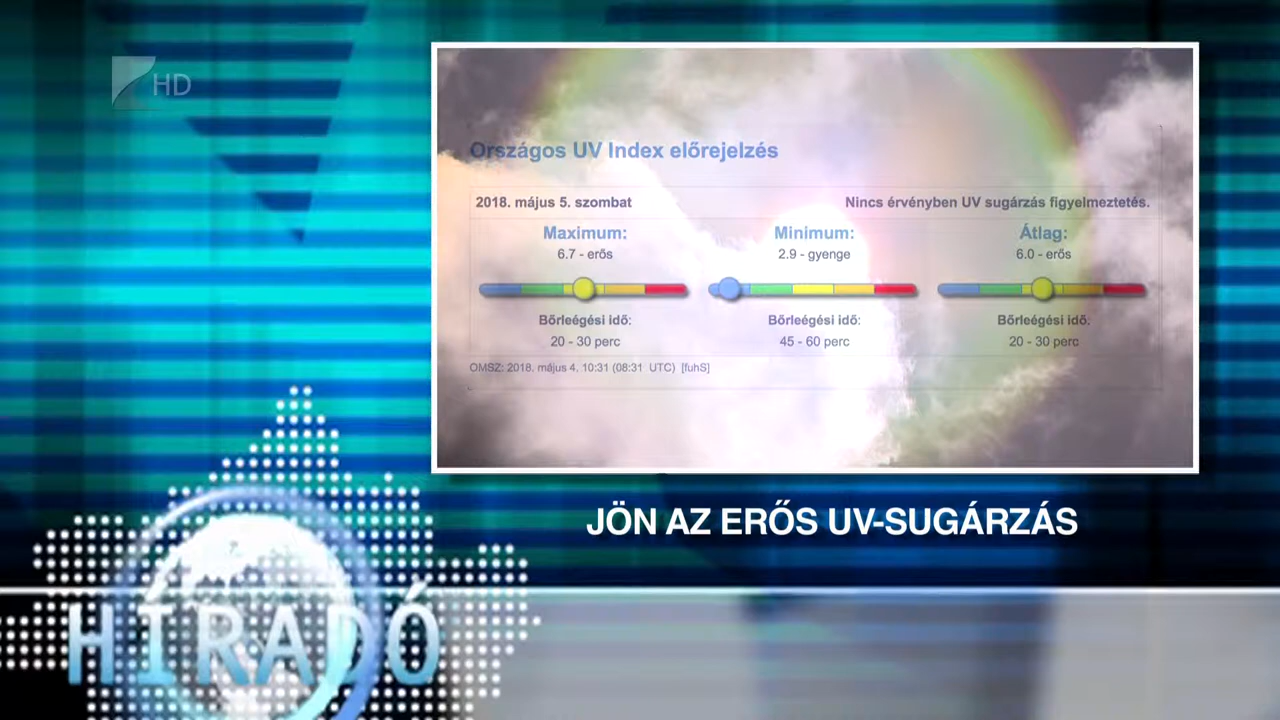 HD
Országos UV Index előrejelzés
2018. május 5. szombat
Nincs érvényben UV sugárzás figyelmeztetés.
Maximum:
6.7 - erős
Bőrleégési idő:
20 - 30 perc
Minimum:
2.9 - gyenge
Bőrleégési idő:
45 - 60 perc
Átlag:
6.0 - erős
Bőrleégési idő:
20 - 30 perc
OMSZ: 2018. május 4. 10:31 (08:31 UTC) [fuhS]
JÖN AZ ERŐS UV-SUGÁRZÁS
HÍRADÓ